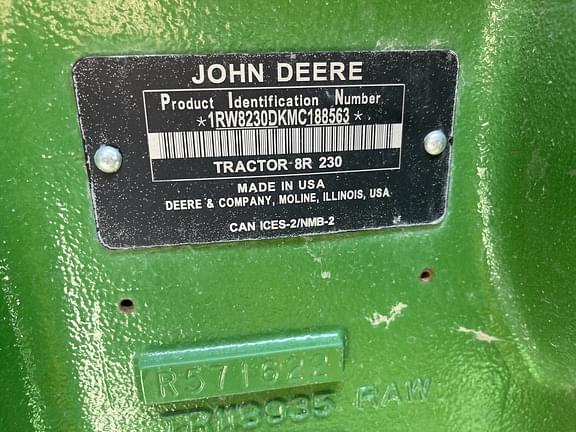 JOHN DEERE
Product Identification Number
*1RW8230DKMC188563*
TRACTOR 8R 230
MADE IN USA
DEERE & COMPANY, MOLINE, ILLINOIS, USA
CAN ICES-2/NMB-2
R571622
RAW